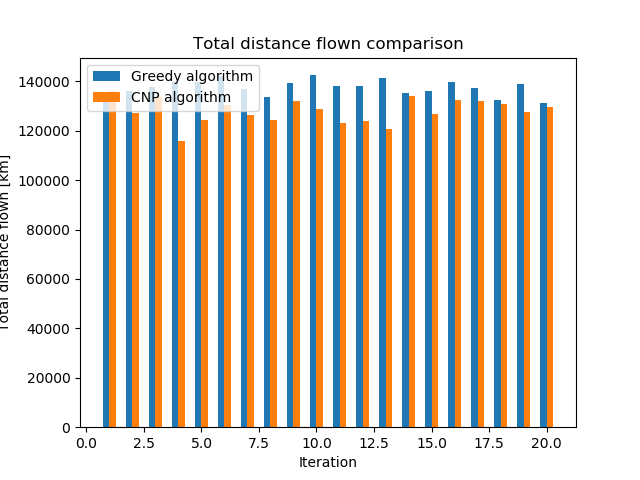 Total distance flown comparison
Greedy algorithm
CNP algorithm
140000
120000
100000
80000
60000
40000
20000
0
Total distance flown [km]
0.0 2.5 5.0 7.5 10.0 12.5 15.0 17.5 20.0
Iteration